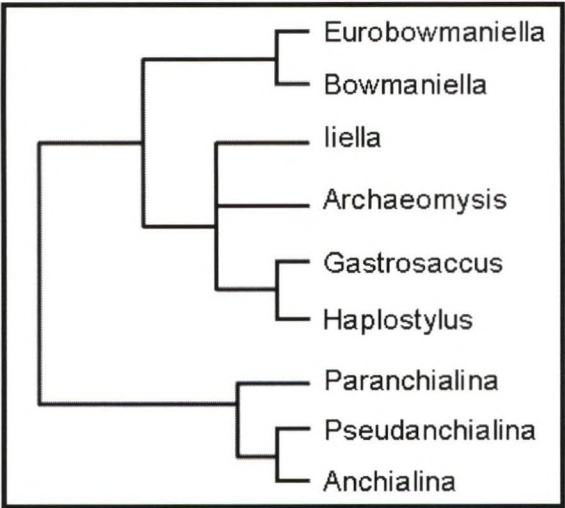 Eurobowmaniella
Bowmaniella
Iiella
Archaeomysis
Gastrosaccus
Haplostylus
Paranchialina
Pseudanchialina
Anchialina